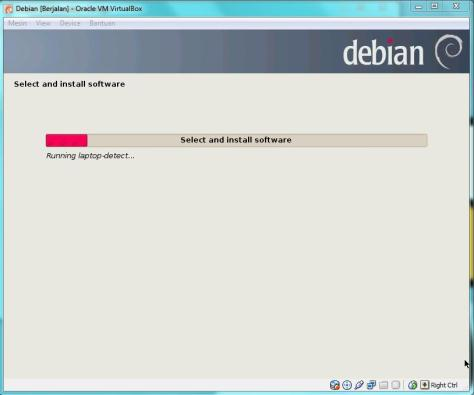 Debian [Berjalan] - Oracle VM VirtualBox
Mesin View Device Bantuan
debian
Select and install software
Select and install software
Running laptop-detect...
Right Ctrl